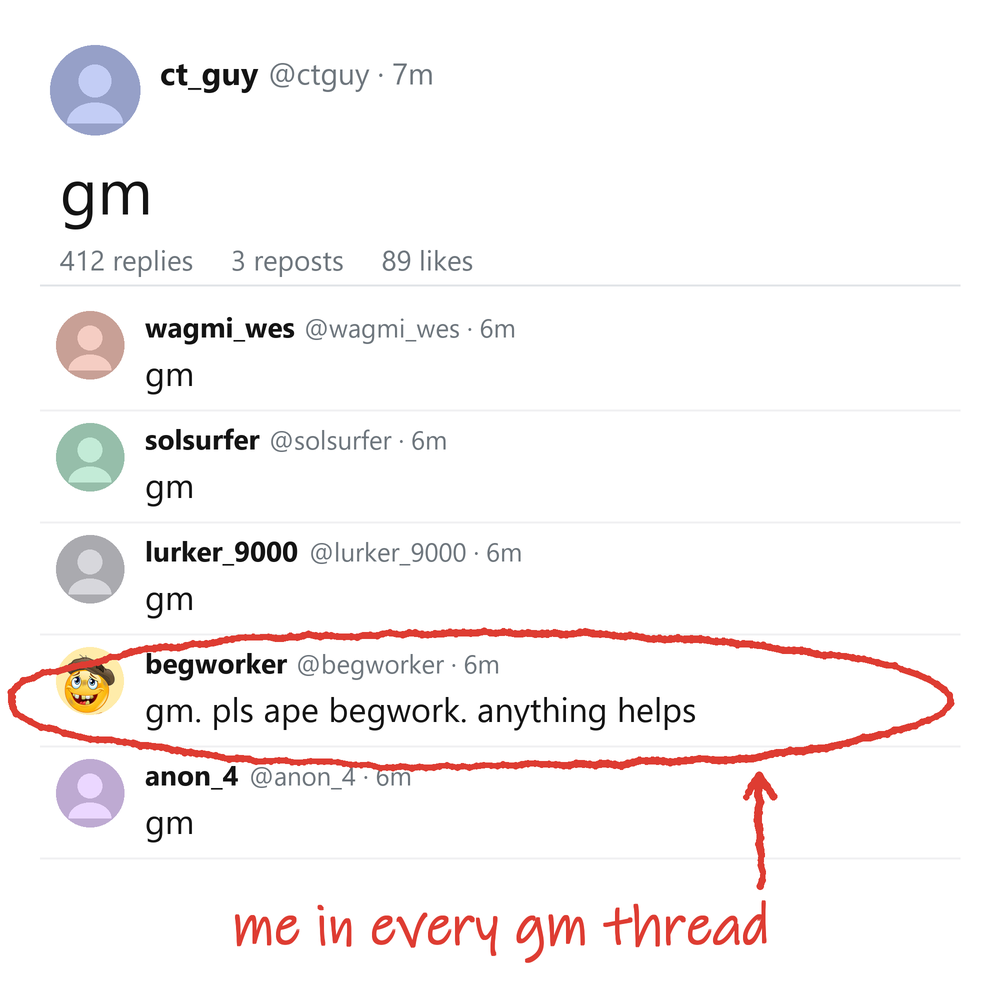 ct_guy @ctguy · 7m
gm
412 replies 3 reposts 89 likes
wagmi_wes @wagmi_wes · 6m
gm
solsurfer @solsurfer · 6m
gm
lurker_9000 @lurker_9000 · 6m
gm
begworker @begworker · 6m
gm. pls ape begwork. anything helps
anon_4 @anon_4 · 6m
gm
me in every gm thread